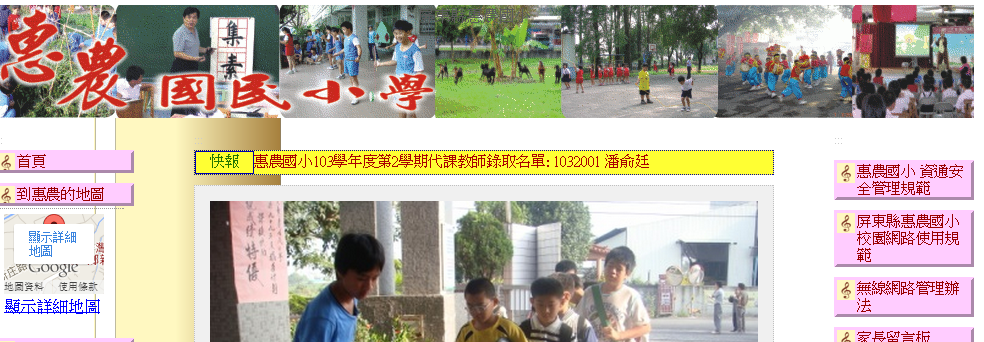 惠農國民小學
集
素
首頁
到惠農的地圖
顯示詳細
地圖
Google
地圖資料 使用條款
顯示詳細地圖
快報 惠農國小103學年度第2學期代課教師錄取名單: 1032001 潘俞廷
惠農國小 資通安
全管理規範
屏東縣惠農國小
校園網路使用規
範
無線網路管理辦
法
家長留言板